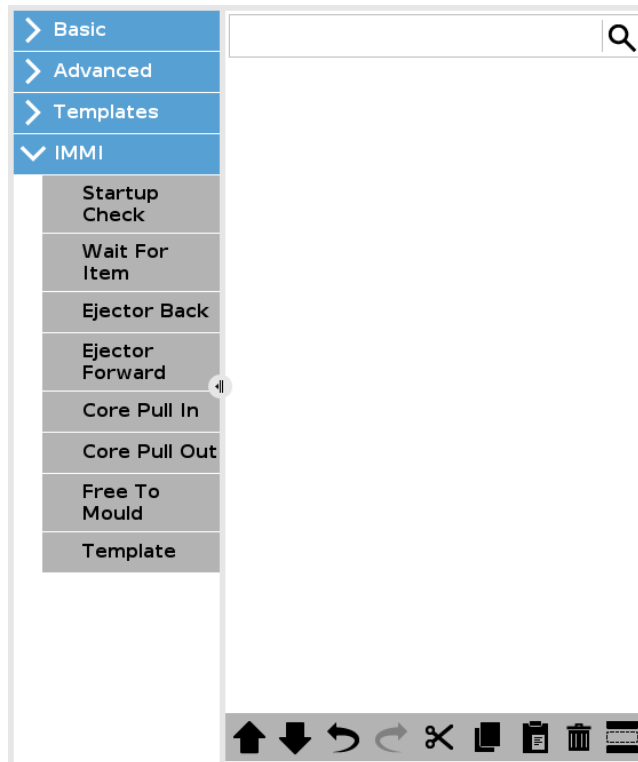 Basic
Advanced
Templates
IMMI
Startup
Check
Wait For
Item
Ejector Back
Ejector
Forward
Core Pull In
Core Pull Out
Free To
Mould
Template